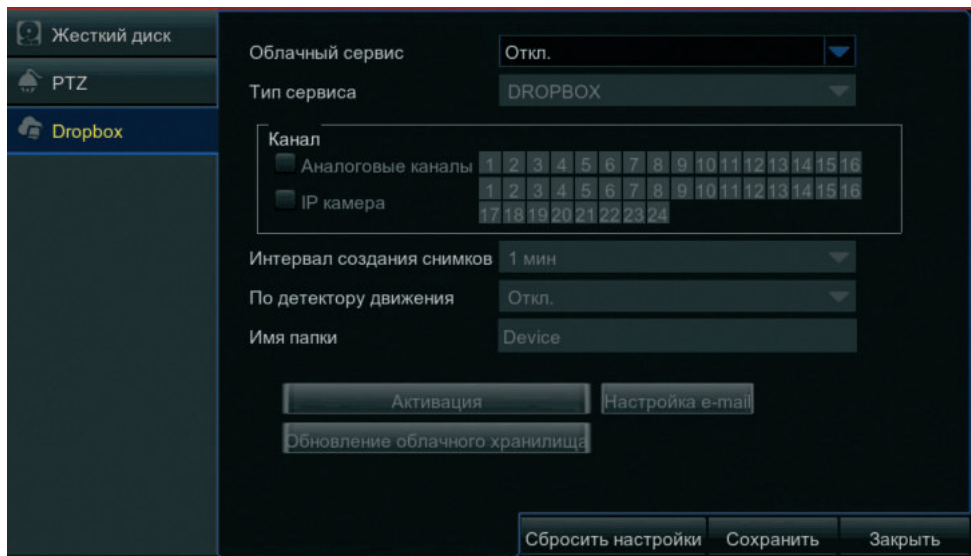 Жесткий диск
PTZ
Dropbox
Облачный сервис Откл.
Тип сервиса DROPBOX
Канал
Аналоговые каналы 1 2 3 4 5 6 7 8 9 10 11 12 13 14 15 16
IP камера 1 2 3 4 5 6 7 8 9 10 11 12 13 14 15 16
17 18 19 20 21 22 23 24
Интервал создания снимков 1 мин
По детектору движения Откл.
Имя папки Device
Активация Настройка e-mail
Обновление облачного хранилища
Сбросить настройки Сохранить Закрыть